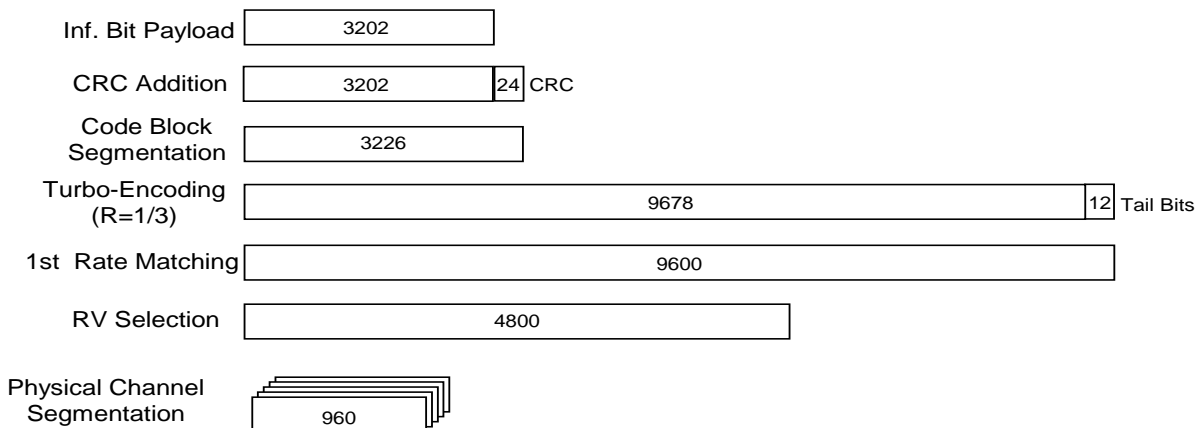 Inf. Bit Payload 3202
CRC Addition 3202 24 CRC
Code Block
Segmentation 3226
Turbo-Encoding
(R=1/3) 9678 12 Tail Bits
1st Rate Matching 9600
RV Selection 4800
Physical Channel
Segmentation 960